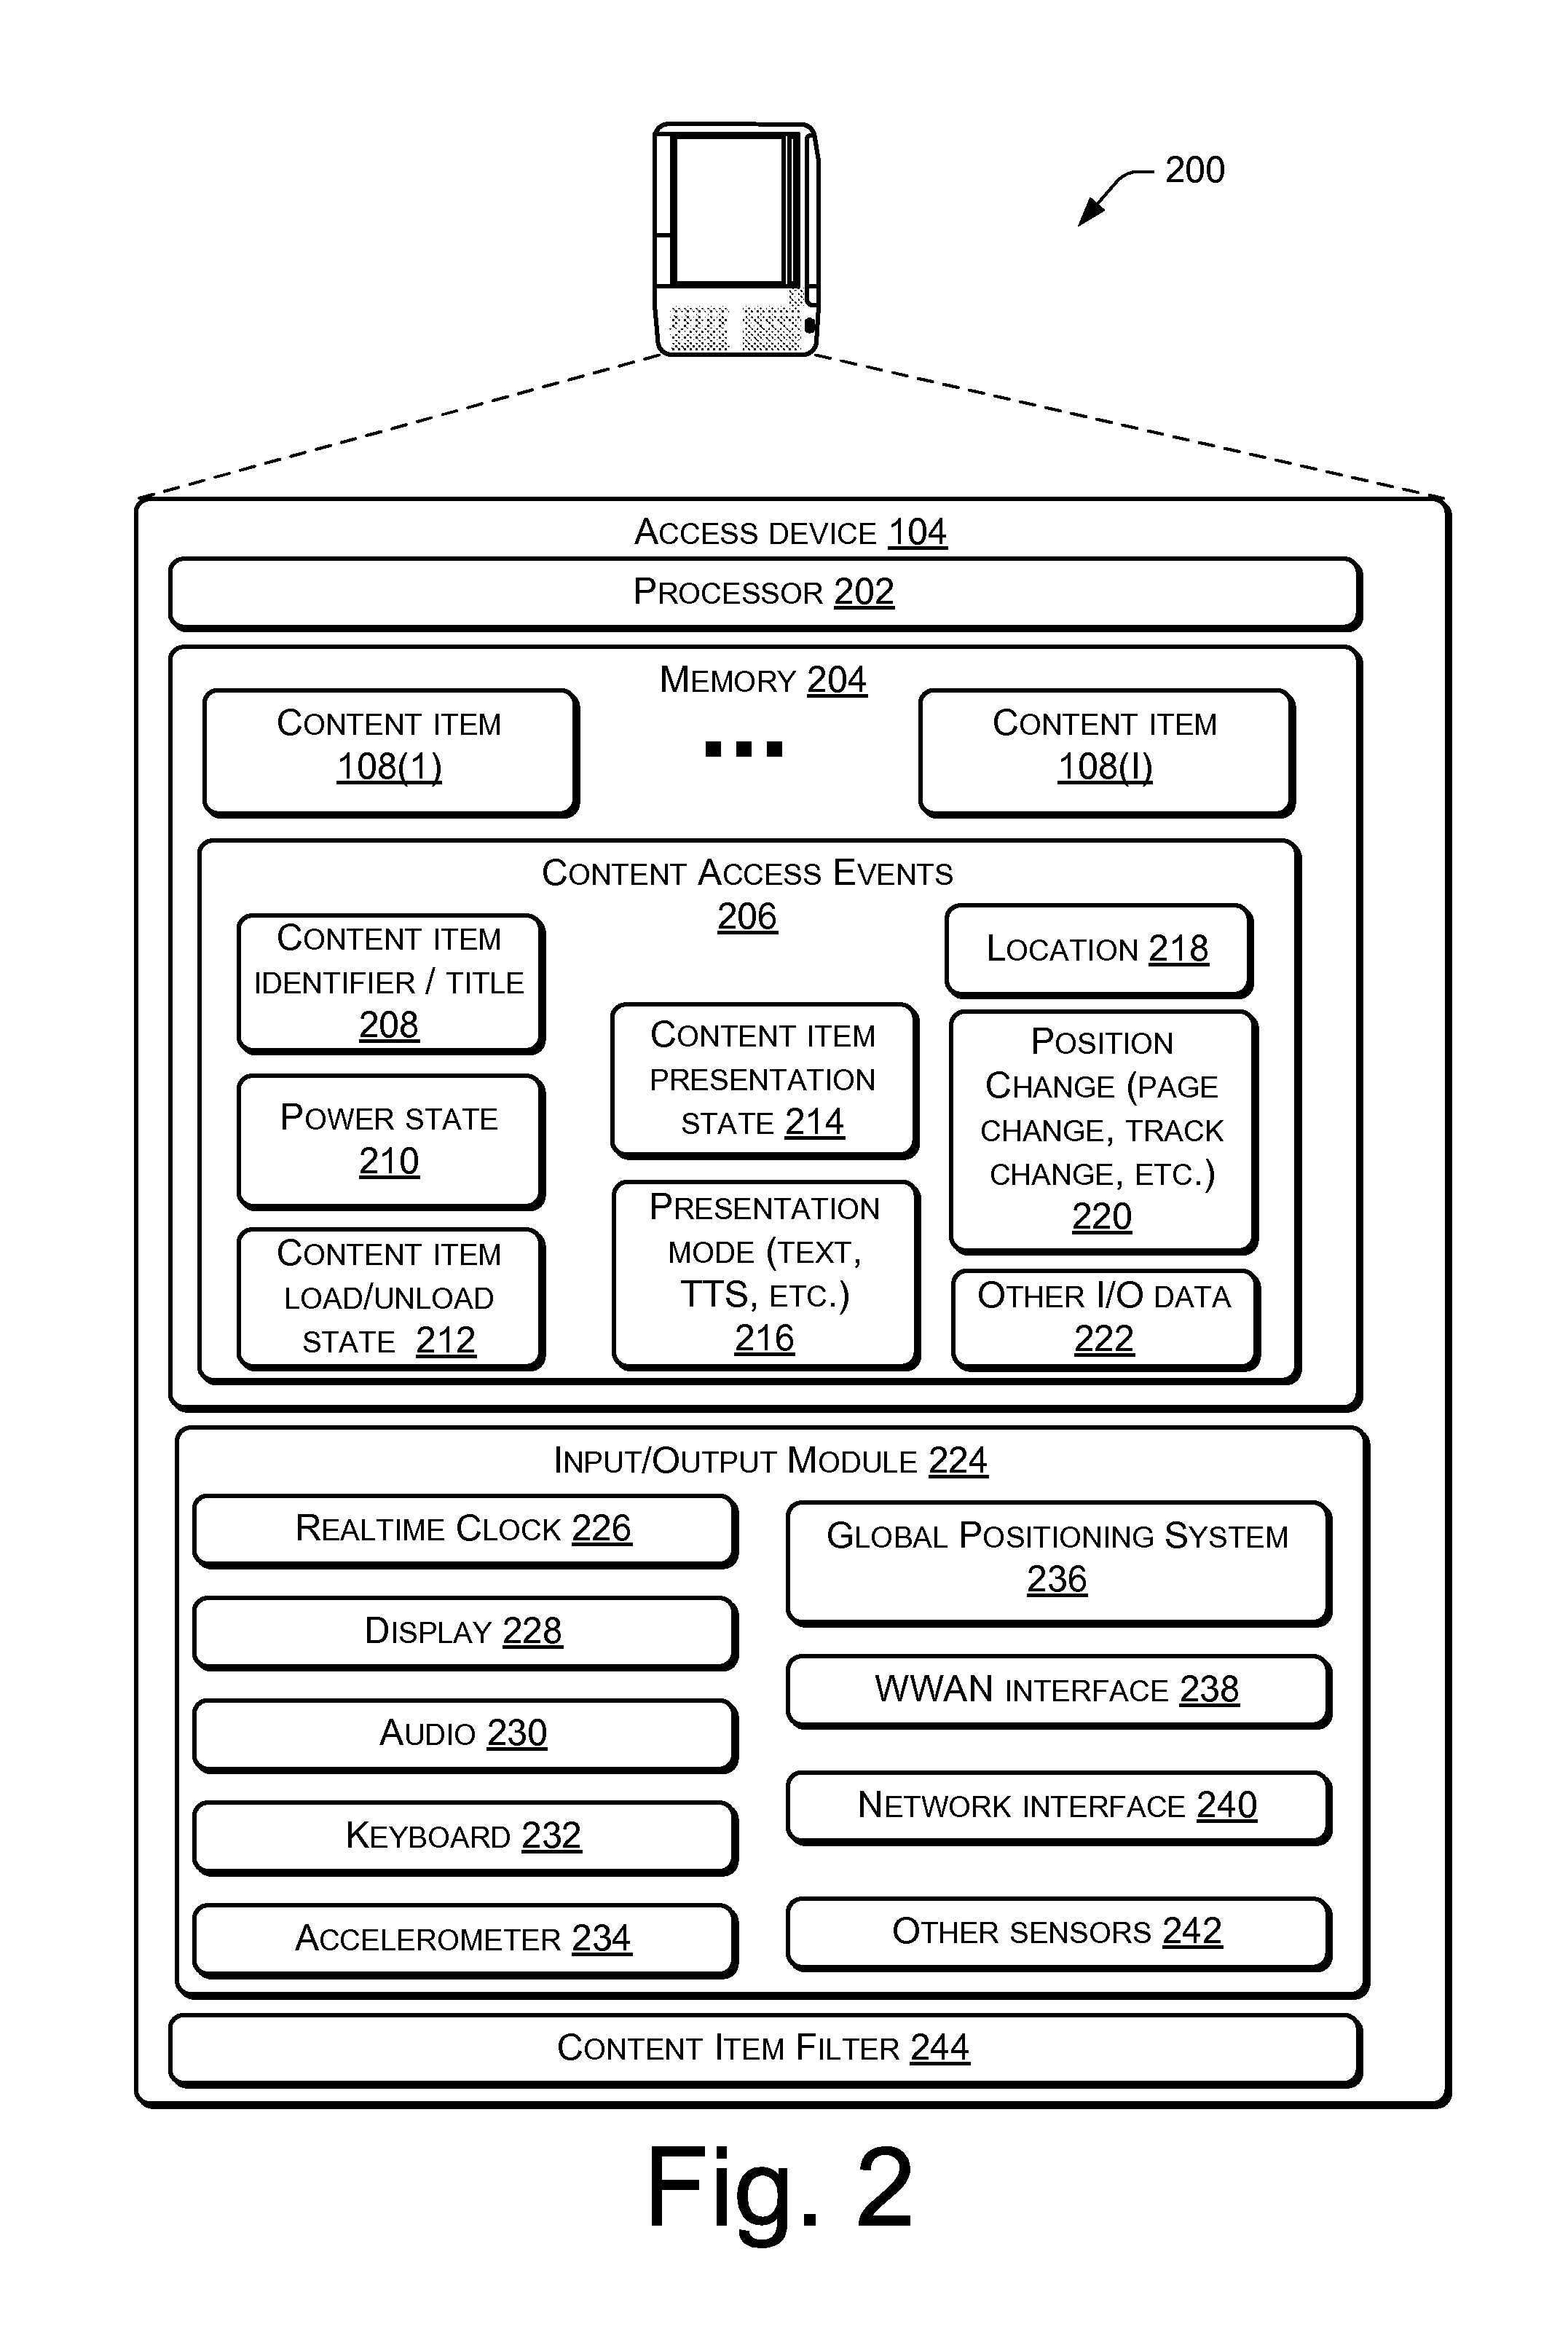 200
Access device 104
Processor 202
Memory 204
Content item
108(1)
Content item
108(I)
Content Access Events
206
Content item
identifier / title
208
Power state
210
Content item
load/unload
state 212
Content item
presentation
state 214
Presentation
mode (text,
TTS, etc.)
216
Location 218
Position
Change (page
change, track
change, etc.)
220
Other I/O data
222
Input/Output Module 224
Realtime Clock 226
Display 228
Audio 230
Keyboard 232
Accelerometer 234
Global Positioning System
236
WWAN interface 238
Network interface 240
Other sensors 242
Content Item Filter 244
Fig. 2